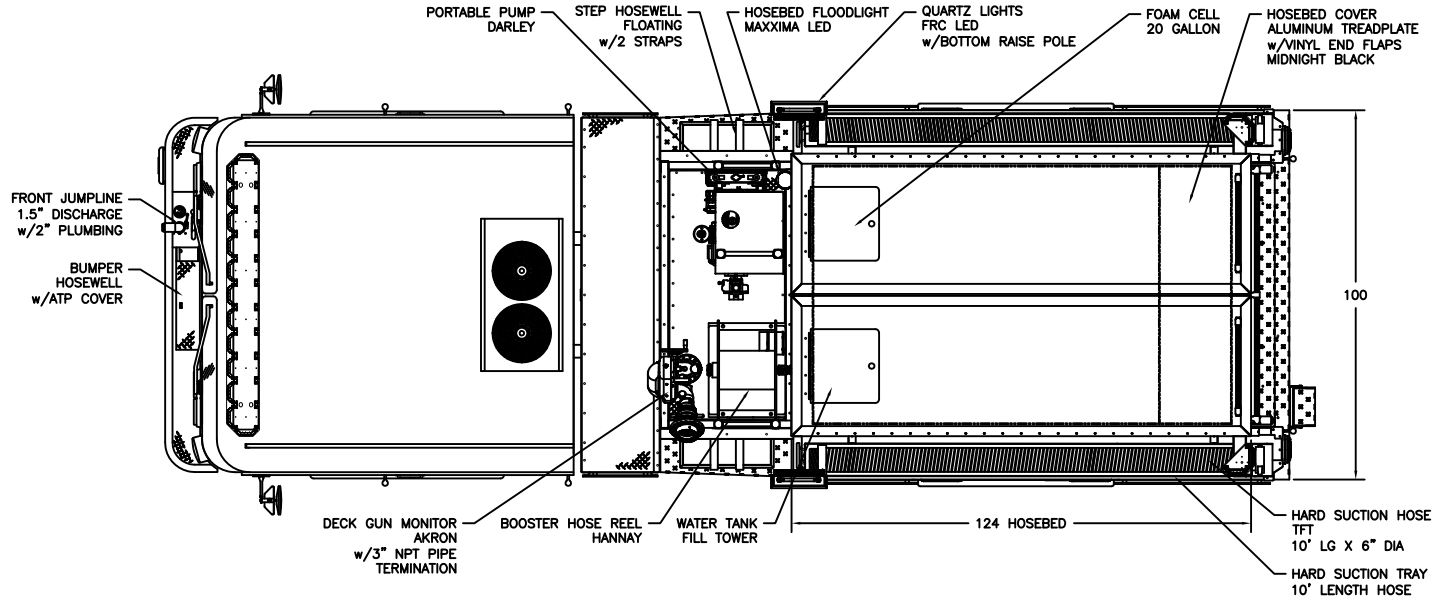 PORTABLE PUMP
DARLEY
STEP HOSEWELL
FLOATING
w/2 STRAPS
HOSEBED FLOODLIGHT
MAXXIMA LED
QUARTZ LIGHTS
FRC LED
w/BOTTOM RAISE POLE
FOAM CELL
20 GALLON
HOSEBED COVER
ALUMINUM TREADPLATE
w/VINYL END FLAPS
MIDNIGHT BLACK
FRONT JUMPLINE
1.5" DISCHARGE
w/2" PLUMBING
BUMPER
HOSEWELL
w/ATP COVER
100
DECK GUN MONITOR
AKRON
w/3" NPT PIPE
TERMINATION
BOOSTER HOSE REEL
HANNAY
WATER TANK
FILL TOWER
124 HOSEBED
HARD SUCTION HOSE
TFT
10' LG X 6" DIA
HARD SUCTION TRAY
10' LENGTH HOSE